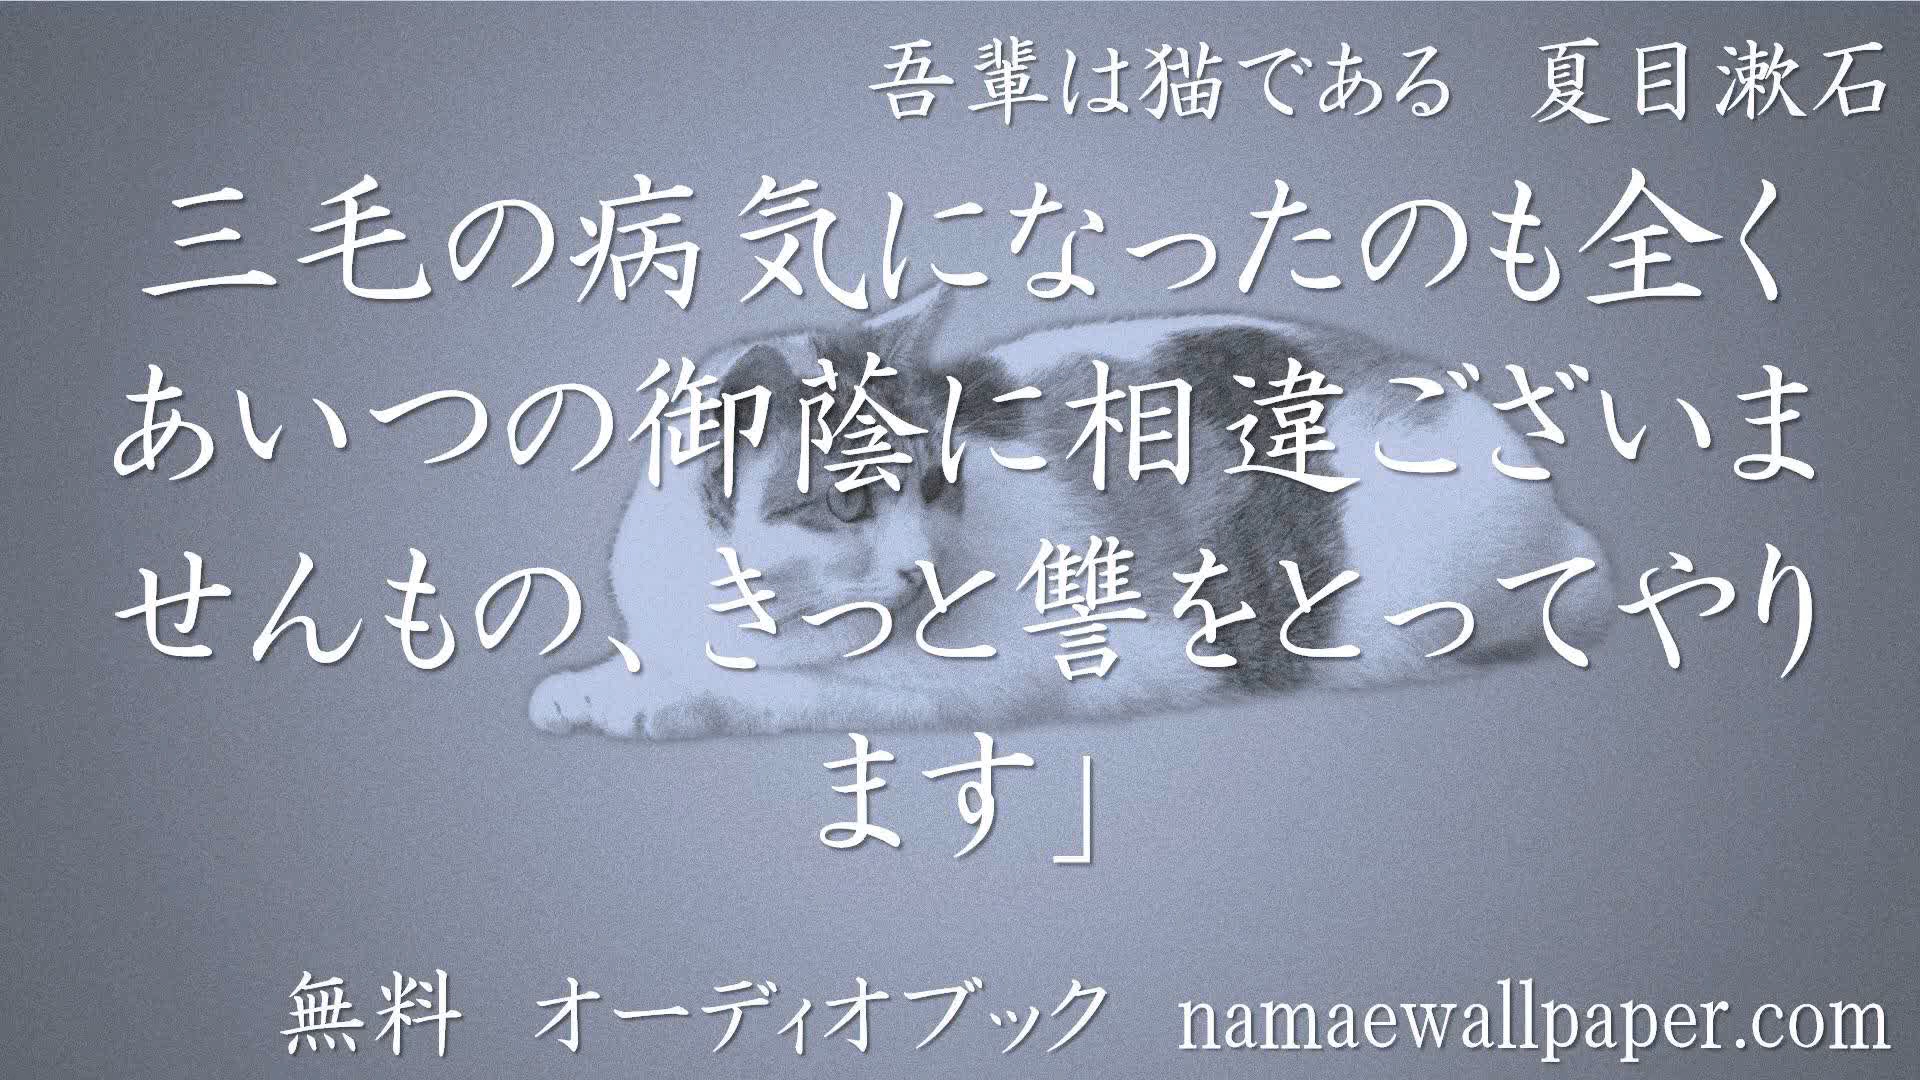 吾輩は猫である　夏目漱石
三毛の病気になったのも全く
あいつの御蔭に相違ございま
せんもの、きっと讐をとってやり
ます」
無料　オーディオブック　namaewallpaper.com